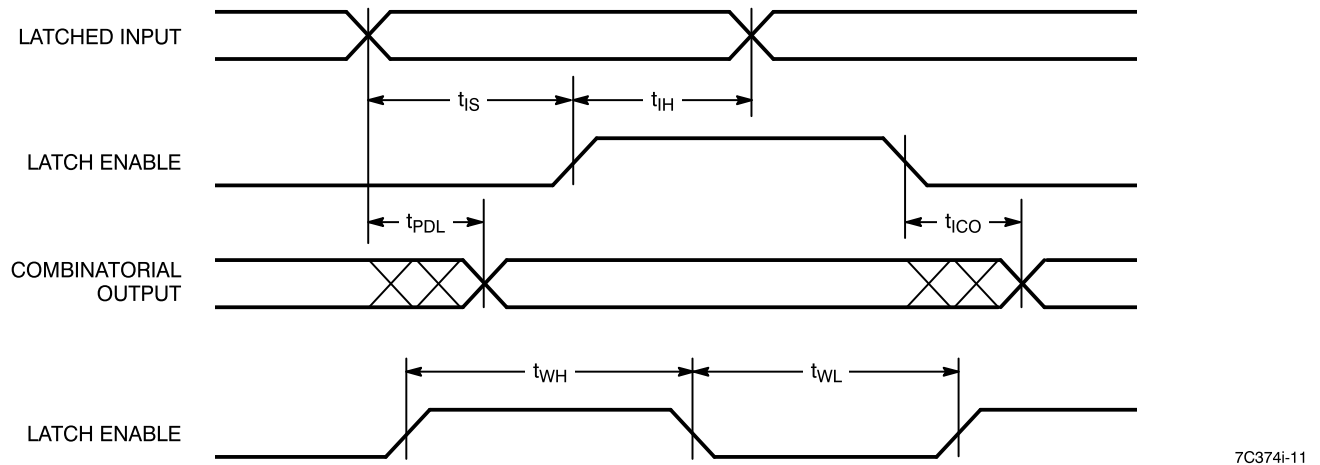 LATCHED INPUT
tIS
tIH
LATCH ENABLE
tPDL
tICO
COMBINATORIAL
OUTPUT
tWH
tWL
LATCH ENABLE
7C374i-11